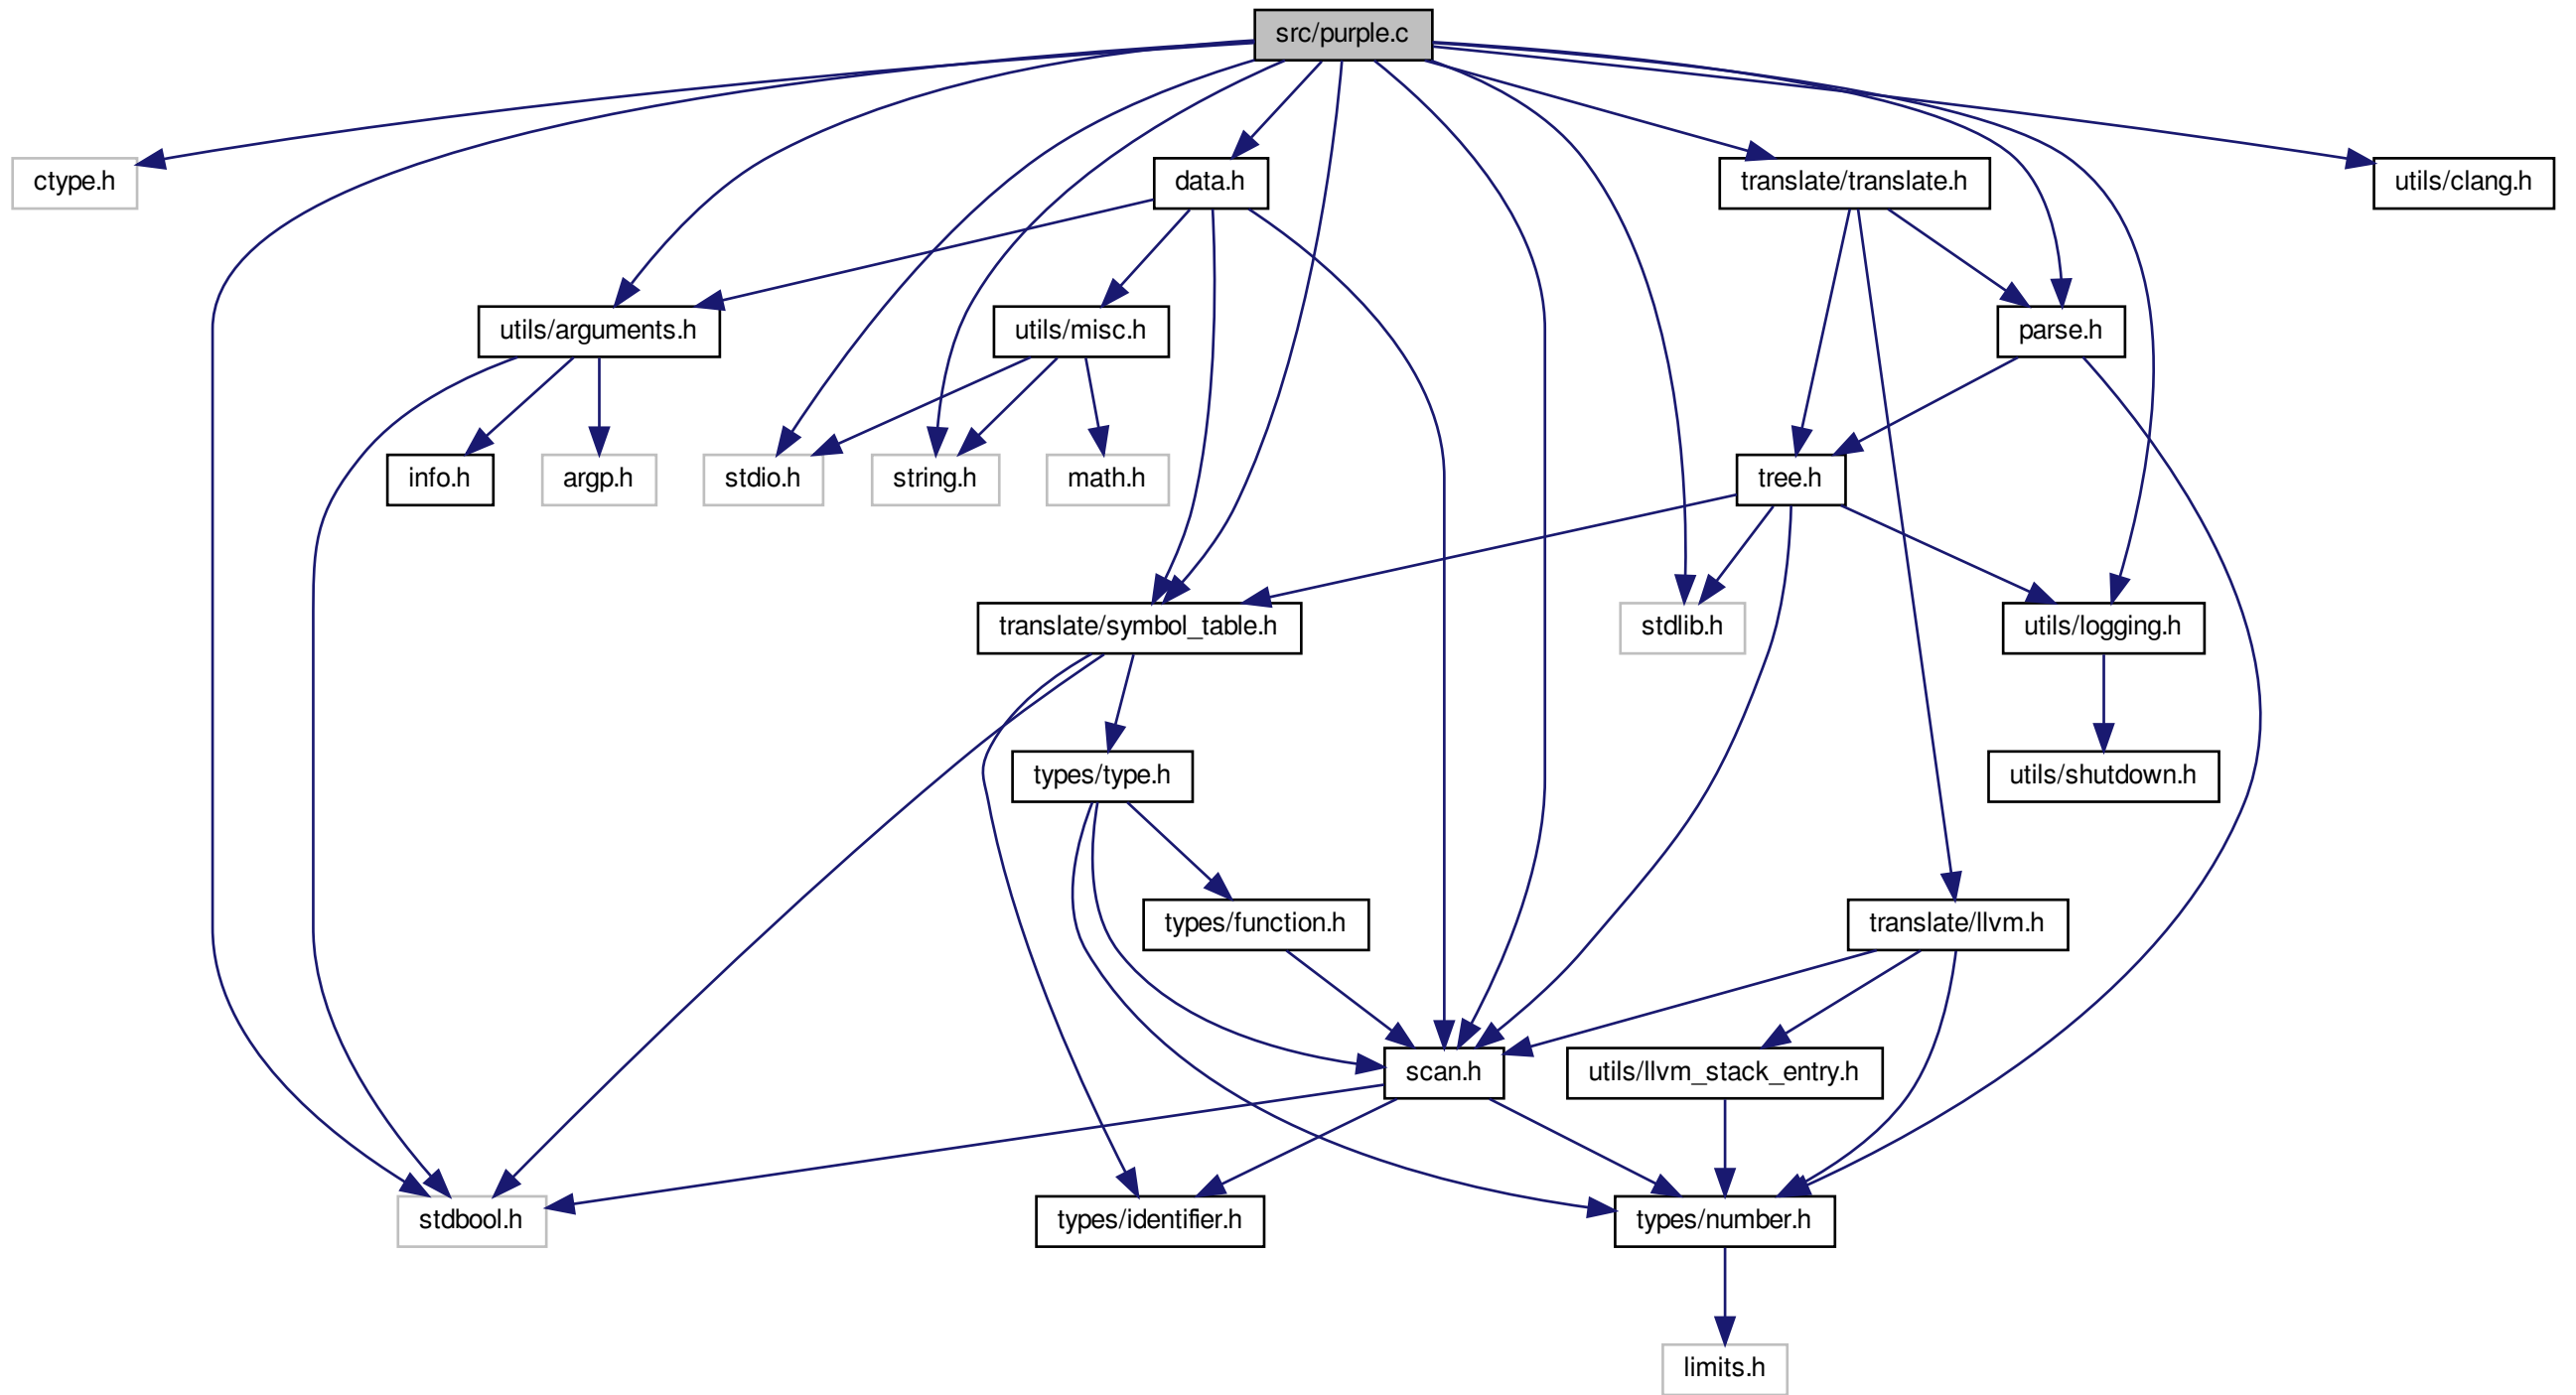 src/purple.c
ctype.h
data.h
translate/translate.h
utils/clang.h
utils/arguments.h
utils/misc.h
parse.h
info.h
argp.h
stdio.h
string.h
math.h
tree.h
translate/symbol_table.h
stdlib.h
utils/logging.h
types/type.h
utils/shutdown.h
types/function.h
translate/llvm.h
scan.h
utils/llvm_stack_entry.h
stdbool.h
types/identifier.h
types/number.h
limits.h